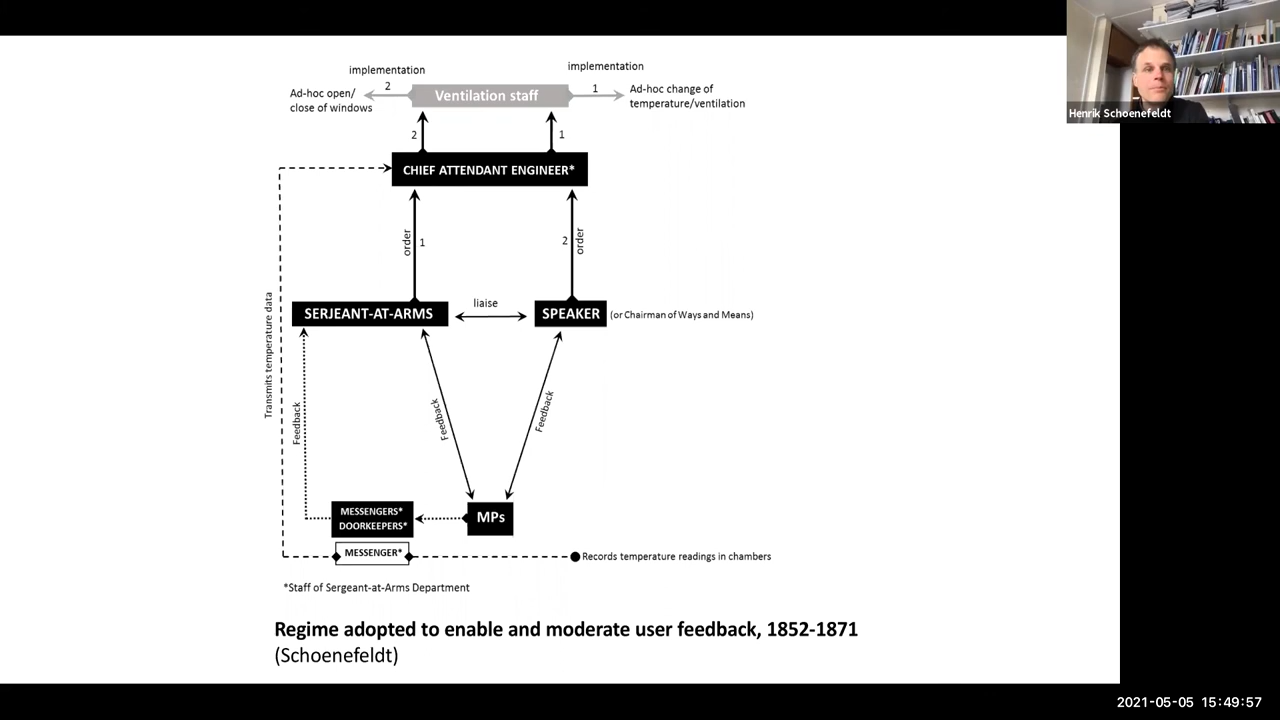 implementation
implementation
2
1
Ad-hoc open/
close of windows
Ventilation staff
Ad-hoc change of
temperature/ventilation
2
1
CHIEF ATTENDANT ENGINEER*
order
1
2
order
Transmits temperature data
SERJEANT-AT-ARMS
liaise
SPEAKER
(or Chairman of Ways and Means)
Feedback
Feedback
Feedback
MESSENGERS*
DOORKEEPERS*
MPs
MESSENGER*
Records temperature readings in chambers
*Staff of Sergeant-at-Arms Department
Regime adopted to enable and moderate user feedback, 1852-1871
(Schoenefeldt)
Henrik Schoenefeldt
2021-05-05 15:49:57